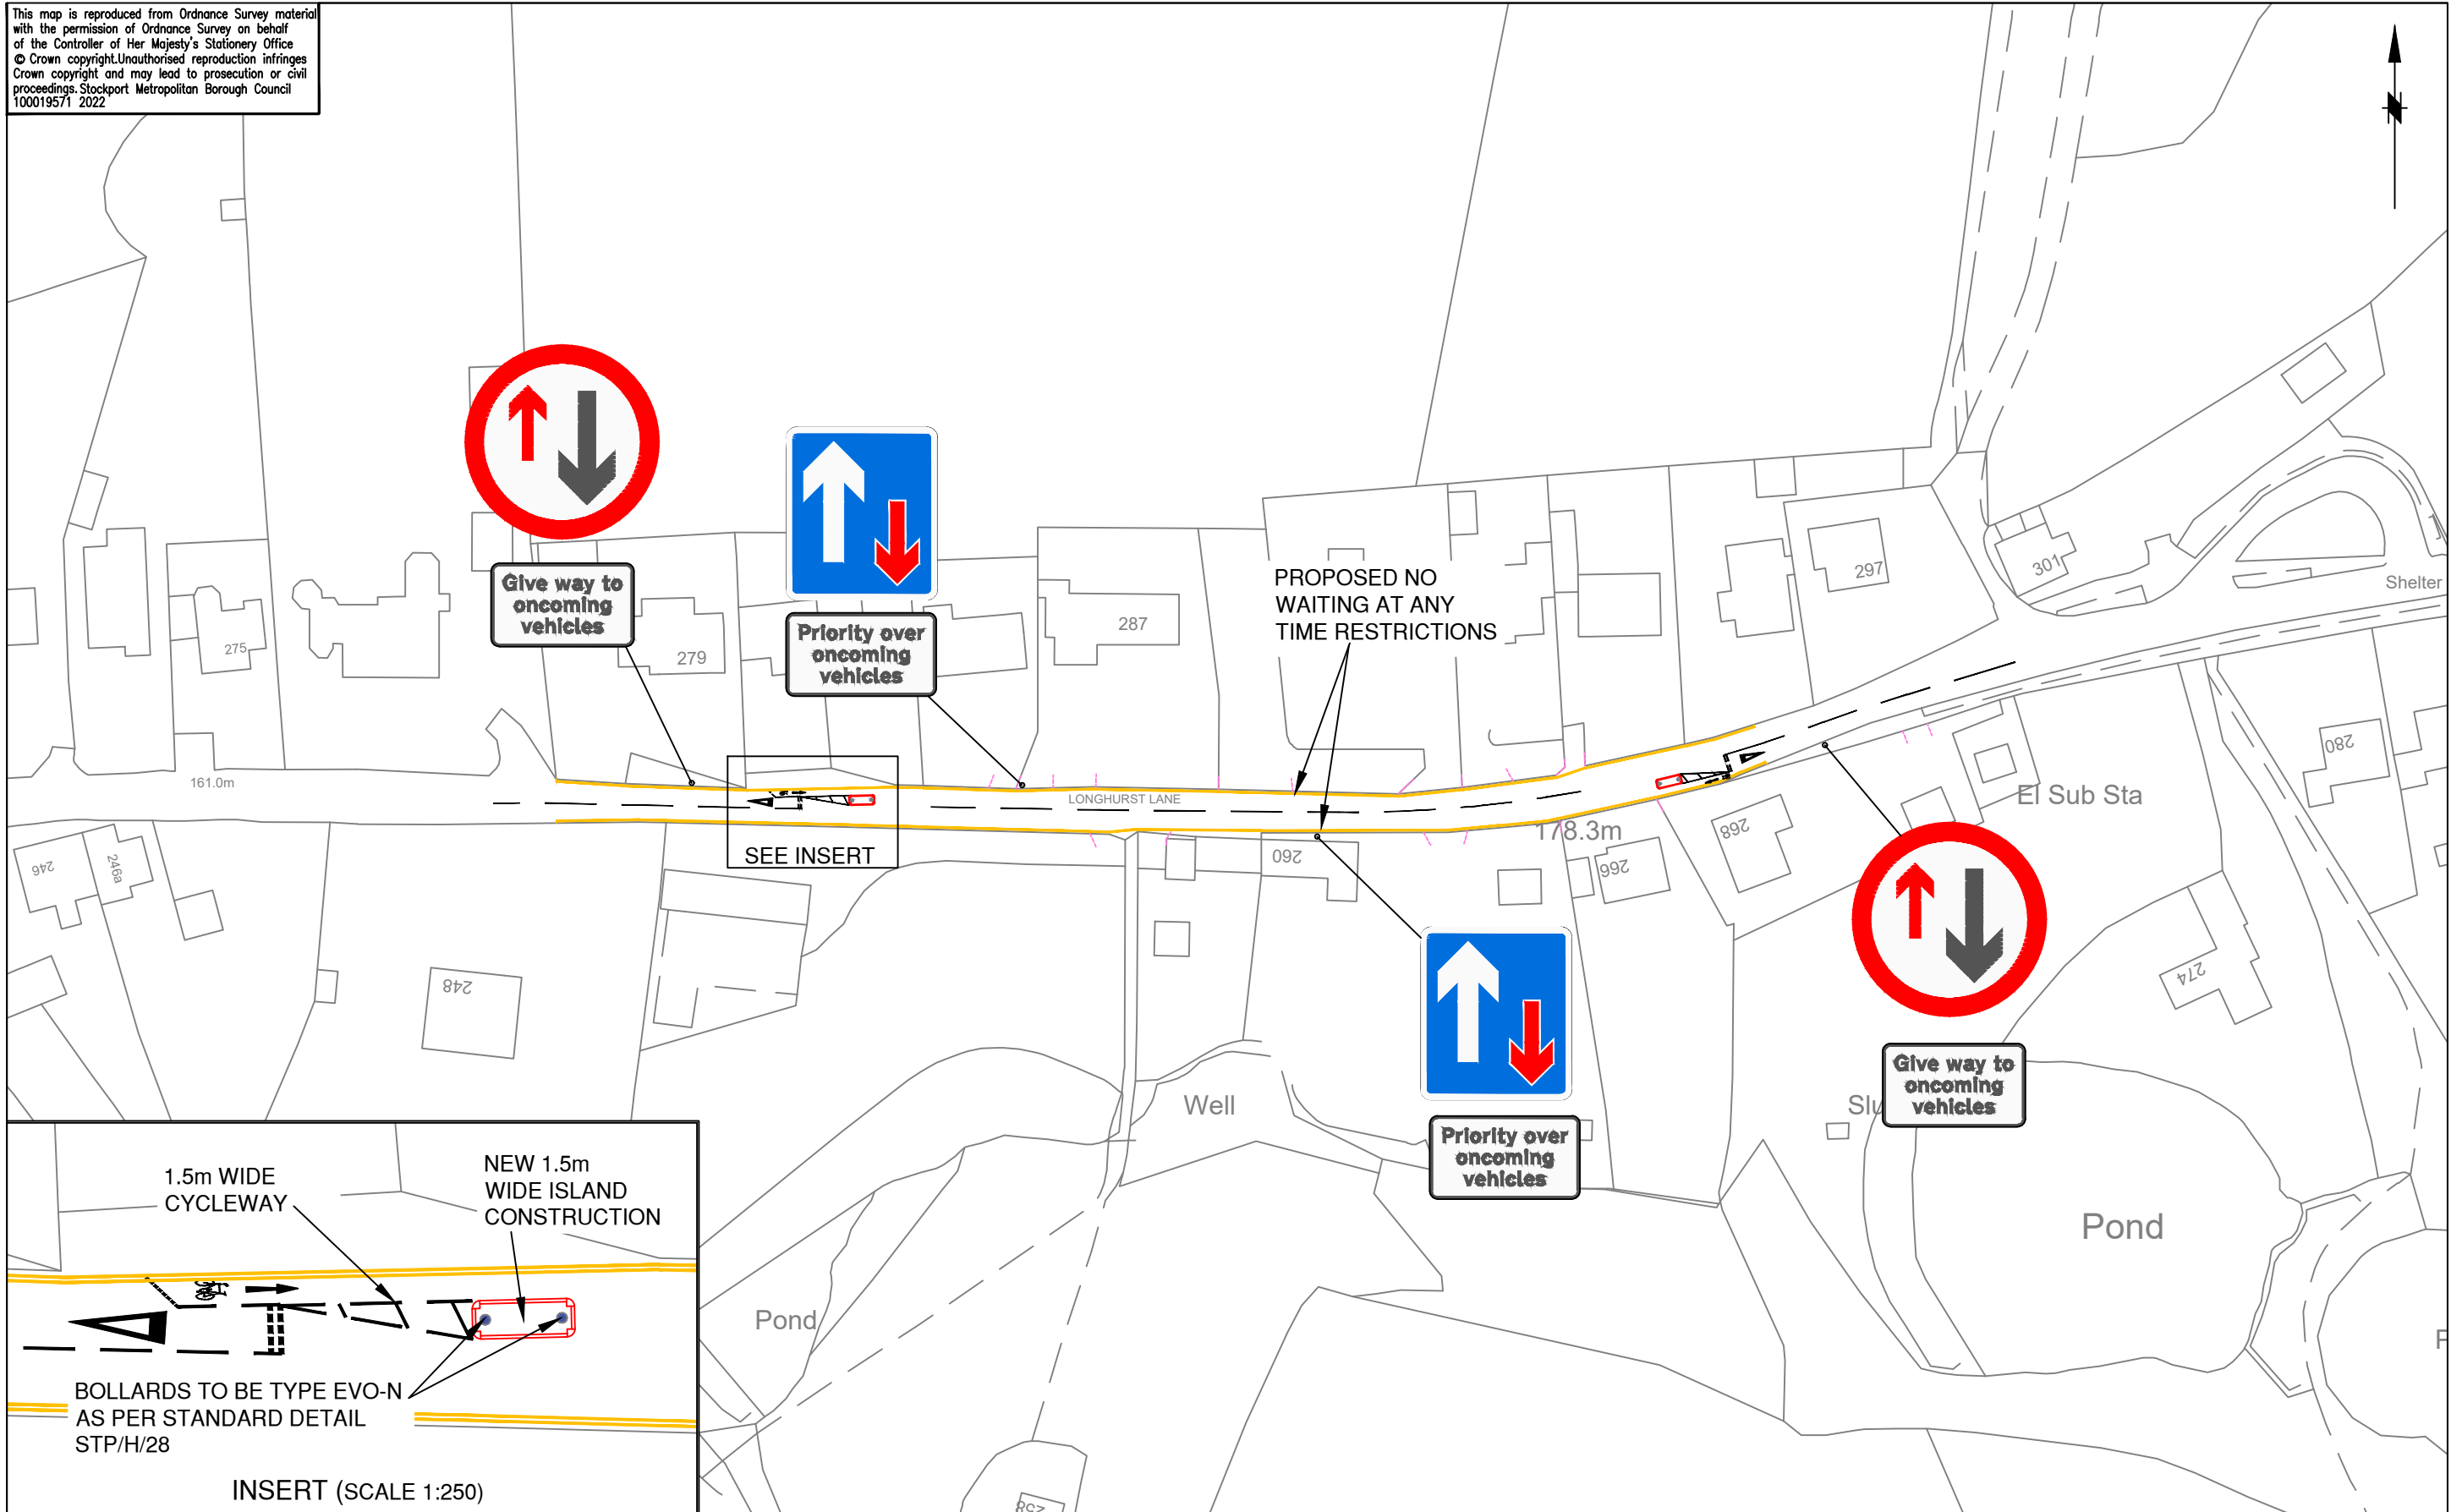 This map is reproduced from Ordnance Survey material
with the permission of Ordnance Survey on behalf
of the Controller of Her Majesty's Stationery Office
© Crown copyright.Unauthorised reproduction infringes
Crown copyright and may lead to prosecution or civil
proceedings. Stockport Metropolitan Borough Council
100019571 2022
Give way to
oncoming
vehicles
Priority over
oncoming
vehicles
PROPOSED NO
WAITING AT ANY
TIME RESTRICTIONS
275
279
287
297
301
Shelter
161.0m
LONGHURST LANE
SEE INSERT
178.3m
El Sub Sta
246
246a
248
260
266
268
280
274
Give way to
oncoming
vehicles
Priority over
oncoming
vehicles
Well
Pond
Pond
258
1.5m WIDE
CYCLEWAY
NEW 1.5m
WIDE ISLAND
CONSTRUCTION
BOLLARDS TO BE TYPE EVO-N
AS PER STANDARD DETAIL
STP/H/28
INSERT (SCALE 1:250)